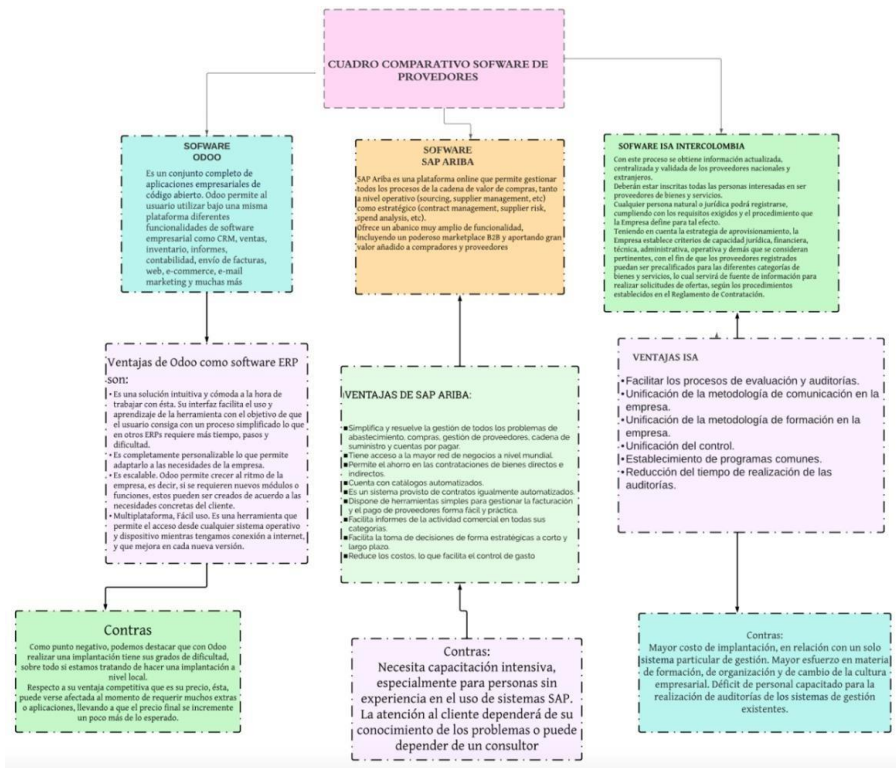 CUADRO COMPARATIVO SOFWARE DE
PROVEDORES
SOFWARE
ODOO
Es un conjunto completo de
aplicaciones empresariales de
código abierto. Odoo permite al
usuario utilizar bajo una misma
plataforma diferentes
funcionalidades de software
empresarial como CRM, ventas,
inventario, informes,
contabilidad, envío de facturas,
web, e-commerce, e-mail
marketing y muchas más
SOFWARE
SAP ARIBA
SAP Ariba es una plataforma online que permite gestionar
todos los procesos de la cadena de valor de compras, tanto
a nivel operativo (sourcing, supplier management, etc)
como estratégico (contract management, supplier risk,
spend analysis, etc).
Ofrece un abanico muy amplio de funcionalidad,
incluyendo un poderoso marketplace B2B y aportando gran
valor añadido a compradores y proveedores
SOFWARE ISA INTERCOLOMBIA
Con este proceso se obtiene información actualizada,
centralizada y validada de los proveedores nacionales y
extranjeros.
Deberán estar inscritas todas las personas interesadas en ser
proveedores de bienes y servicios.
Cualquier persona natural o jurídica podrá registrarse,
cumpliendo con los requisitos exigidos y el procedimiento que
la Empresa define para tal efecto.
Teniendo en cuenta la estrategia de aprovisionamiento, la
Empresa establece criterios de capacidad jurídica, financiera,
técnica, administrativa, operativa y demás que se consideran
pertinentes, con el fin de que los proveedores registrados
puedan ser precalificados para las diferentes categorías de
bienes y servicios, lo cual servirá de fuente de información para
realizar solicitudes de ofertas, según los procedimientos
establecidos en el Reglamento de Contratación.
Ventajas de Odoo como software ERP
son:
• Es una solución intuitiva y cómoda a la hora de
trabajar con ésta. Su interfaz facilita el uso y
aprendizaje de la herramienta con el objetivo de que
el usuario consiga con un proceso simplificado lo que
en otros ERPs requiere más tiempo, pasos y
dificultad.
• Es completamente personalizable lo que permite
adaptarlo a las necesidades de la empresa.
• Es escalable. Odoo permite crecer al ritmo de la
empresa, es decir, si se requieren nuevos módulos o
funciones, estos pueden ser creados de acuerdo a las
necesidades concretas del cliente.
• Multiplataforma, Fácil uso. Es una herramienta que
permite el acceso desde cualquier sistema operativo
y dispositivo mientras tengamos conexión a internet,
y que mejora en cada nueva versión.
VENTAJAS DE SAP ARIBA:
■Simplifica y resuelve la gestión de todos los problemas de
abastecimiento, compras, gestión de proveedores, cadena de
suministro y cuentas por pagar.
■Tiene acceso a la mayor red de negocios a nivel mundial.
■Permite el ahorro en las contrataciones de bienes directos e
indirectos.
■Cuenta con catálogos automatizados.
■Es un sistema provisto de contratos igualmente automatizados.
■Dispone de herramientas simples para gestionar la facturación
y el pago de proveedores forma fácil y práctica.
■Facilita informes de la actividad comercial en todas sus
categorías.
■Facilita la toma de decisiones de forma estratégicas a corto y
largo plazo.
■Reduce los costos, lo que facilita el control de gasto
VENTAJAS ISA
•Facilitar los procesos de evaluación y auditorías.
•Unificación de la metodología de comunicación en la
empresa.
•Unificación de la metodología de formación en la
empresa.
•Unificación del control.
•Establecimiento de programas comunes.
•Reducción del tiempo de realización de las
auditorías.
Contras
Como punto negativo, podemos destacar que con Odoo
realizar una implantación tiene sus grados de dificultad,
sobre todo si estamos tratando de hacer una implantación a
nivel local.
Respecto a su ventaja competitiva que es su precio, ésta,
puede verse afectada al momento de requerir muchos extras
o aplicaciones, llevando a que el precio final se incremente
un poco más de lo esperado.
Contras:
Necesita capacitación intensiva,
especialmente para personas sin
experiencia en el uso de sistemas SAP.
La atención al cliente dependerá de su
conocimiento de los problemas o puede
depender de un consultor
Contras:
Mayor costo de implantación, en relación con un solo
sistema particular de gestión. Mayor esfuerzo en materia
de formación, de organización y de cambio de la cultura
empresarial. Déficit de personal capacitado para la
realización de auditorías de los sistemas de gestión
existentes.